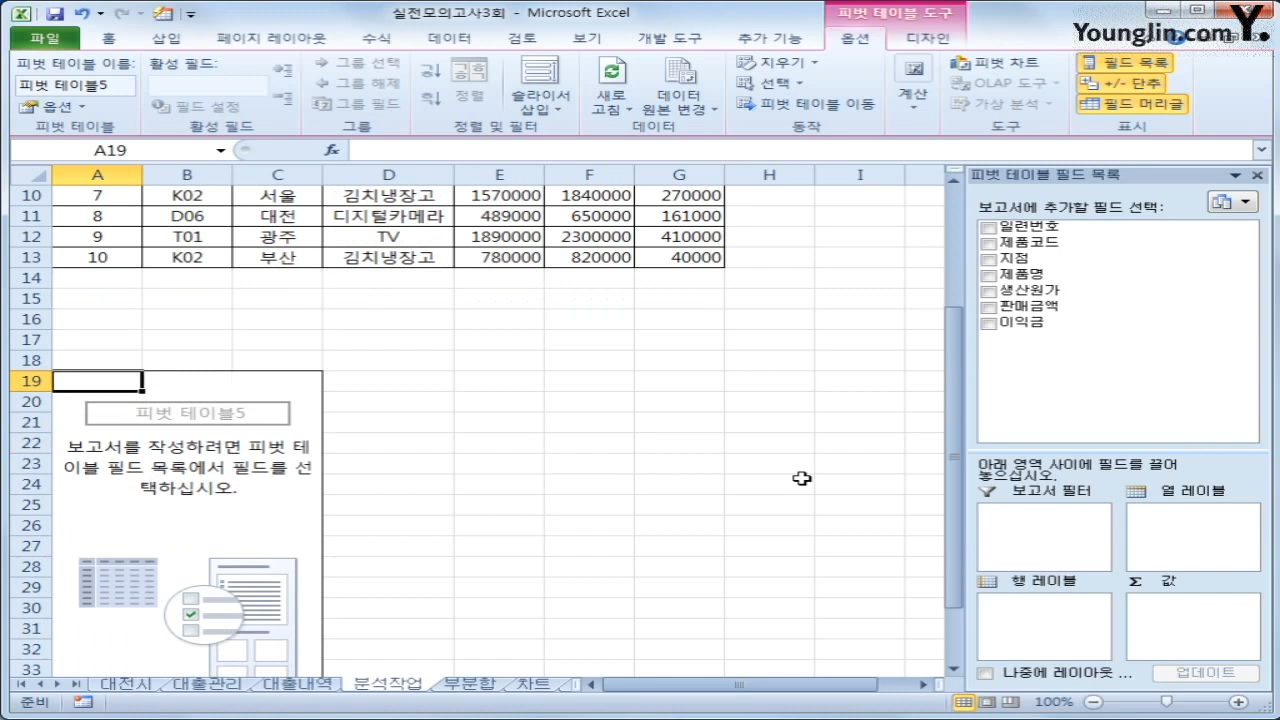 실전모의고사3회 - Microsoft Excel
피벗 테이블 도구
YoungJin.com Y.
파일 홈 삽입 페이지 레이아웃 수식 데이터 검토 보기 개발 도구 추가 기능 옵션 디자인
피벗 테이블 이름: 활성 필드: 그룹 선택 지우기 피벗 차트 필드 목록
피벗 테이블5 그룹 해제 선택 OLAP 도구 +/- 단추
옵션 필드 설정 그룹 필드 정렬 슬라이서 삽입 새로 고침 데이터 원본 변경 피벗 테이블 이동 계산 가상 분석 필드 머리글
피벗 테이블 활성 필드 그룹 정렬 및 필터 데이터 동작 도구 표시
A19 fx
A B C D E F G H I
10 7 K02 서울 김치냉장고 1570000 1840000 270000
11 8 D06 대전 디지털카메라 489000 650000 161000
12 9 T01 광주 TV 1890000 2300000 410000
13 10 K02 부산 김치냉장고 780000 820000 40000
14
15
16
17
18
19
20
21
22
23
24
25
26
27
28
29
30
31
32
33
피벗 테이블5
보고서를 작성하려면 피벗 테
이블 필드 목록에서 필드를 선
택하십시오.
피벗 테이블 필드 목록
보고서에 추가할 필드 선택:
일련번호
제품코드
지점
제품명
생산원가
판매금액
이익금
아래 영역 사이에 필드를 끌어
놓으십시오.
보고서 필터 열 레이블
행 레이블 Σ 값
나중에 레이아웃 ... 업데이트
대전시 대출관리 대출내역 분석작업 부분합 차트
준비 100%